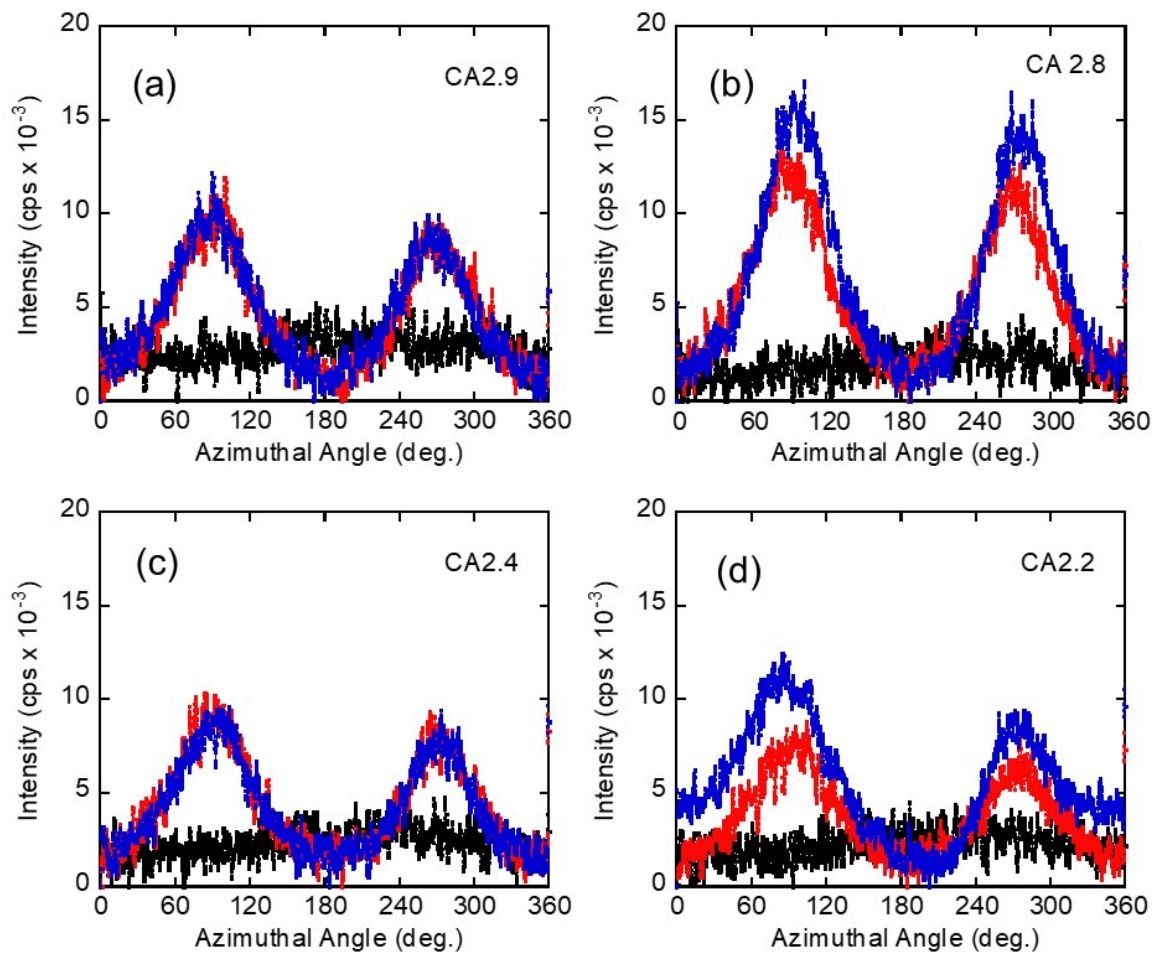 20
15
10
5
0
Intensity (cps x 10⁻³)
(a)
CA2.9
0 60 120 180 240 300 360
Azimuthal Angle (deg.)
20
15
10
5
0
Intensity (cps x 10⁻³)
(b)
CA 2.8
0 60 120 180 240 300 360
Azimuthal Angle (deg.)
20
15
10
5
0
Intensity (cps x 10⁻³)
(c)
CA2.4
0 60 120 180 240 300 360
Azimuthal Angle (deg.)
20
15
10
5
0
Intensity (cps x 10⁻³)
(d)
CA2.2
0 60 120 180 240 300 360
Azimuthal Angle (deg.)